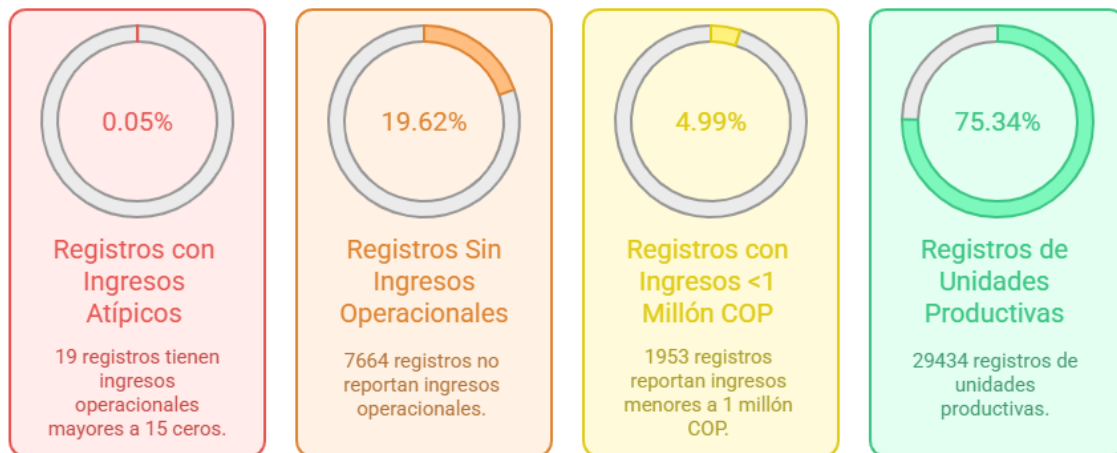 0.05%
Registros con
Ingresos
Atípicos
19 registros tienen
ingresos
operacionales
mayores a 15 ceros.
19.62%
Registros Sin
Ingresos
Operacionales
7664 registros no
reportan ingresos
operacionales.
4.99%
Registros con
Ingresos <1
Millón COP
1953 registros
reportan ingresos
menores a 1 millón
COP.
75.34%
Registros de
Unidades
Productivas
29434 registros de
unidades
productivas.